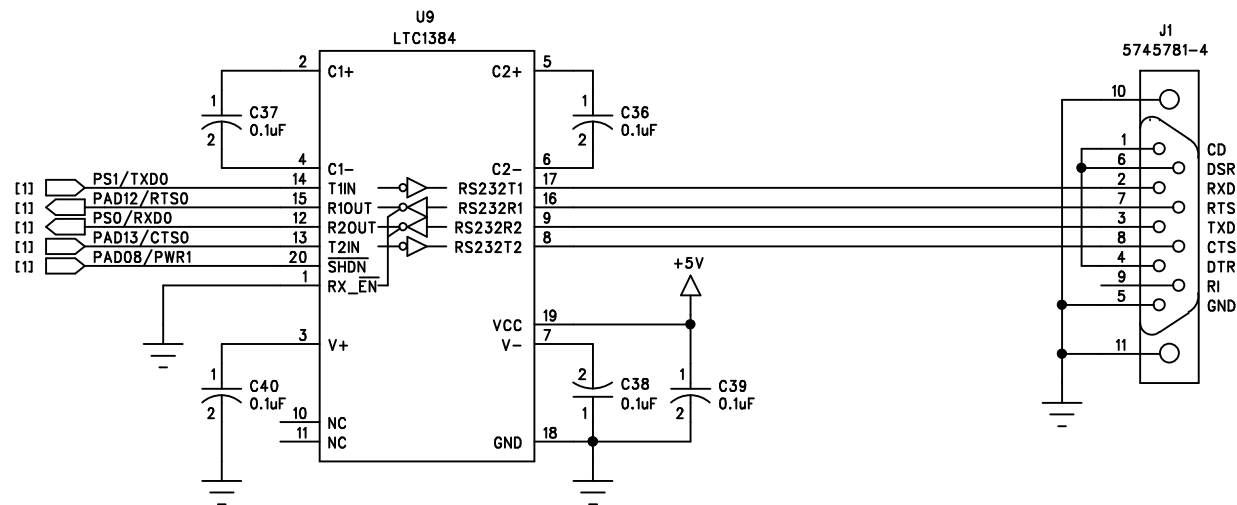 U9
LTC1384
J1
5745781-4
2 C1+ C2+ 5
1 C37
0.1uF
2
1 C36
0.1uF
2
4 C1- C2- 6
[1] PS1/TXD0 14 T1IN RS232T1 17
[1] PAD12/RTS0 15 R1OUT RS232R1 16
[1] PS0/RXD0 12 R2OUT RS232R2 9
[1] PAD13/CTS0 13 T2IN RS232T2 8
[1] PAD08/PWR1 20 SHDN
1 RX_EN
+5V
VCC 19
3 V+ V- 7
1 C40
0.1uF
2
2 C38
0.1uF
1
1 C39
0.1uF
2
10 NC
11 NC
GND 18
10
1 CD
6 DSR
2 RXD
7 RTS
3 TXD
8 CTS
4 DTR
9 RI
5 GND
11